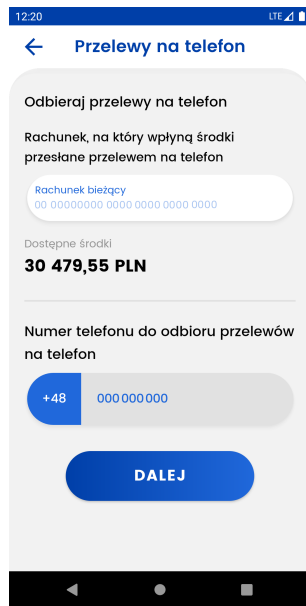 12:20 LTE
Przelewy na telefon
Odbieraj przelewy na telefon
Rachunek, na który wpłyną środki
przesłane przelewem na telefon
Rachunek bieżący
00 00000000 0000 0000 0000 0000
Dostępne środki
30 479,55 PLN
Numer telefonu do odbioru przelewów
na telefon
+48 000 000 000
DALEJ